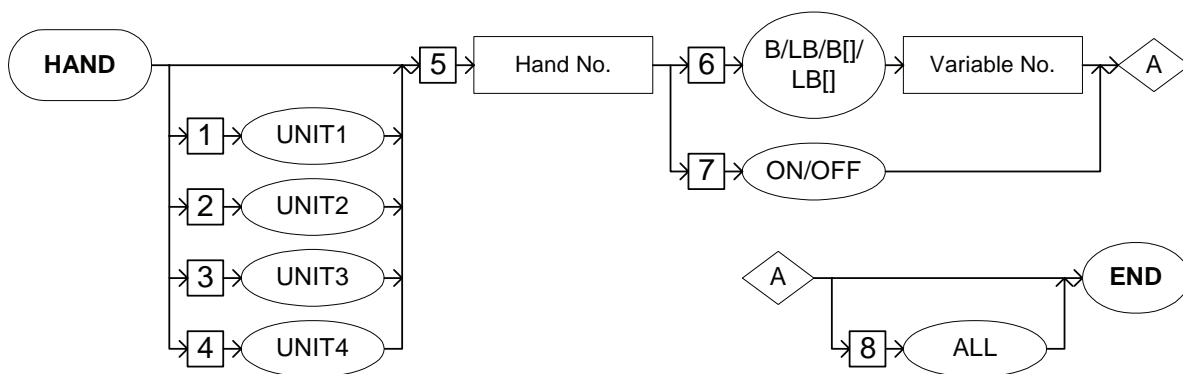 HAND
5
Hand No.
6
B/LB/B[]/
LB[]
Variable No.
A
1
UNIT1
7
ON/OFF
2
UNIT2
3
UNIT3
A
END
4
UNIT4
8
ALL